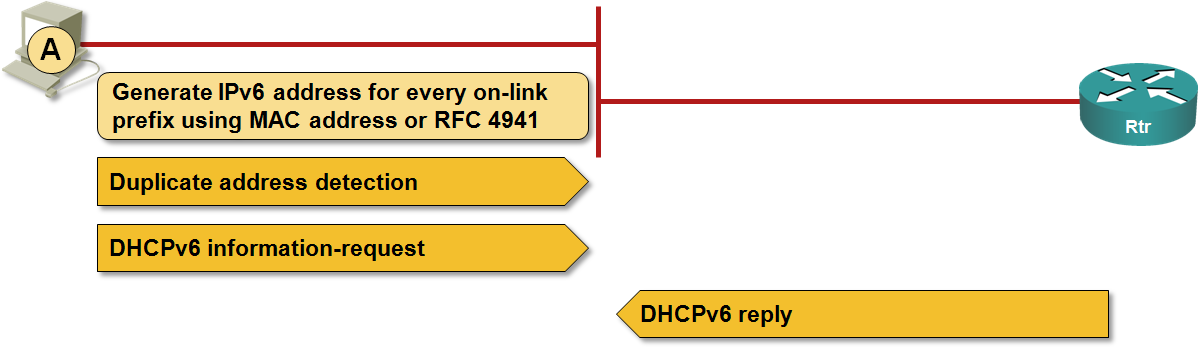 A
Generate IPv6 address for every on-link
prefix using MAC address or RFC 4941
Rtr
Duplicate address detection
DHCPv6 information-request
DHCPv6 reply